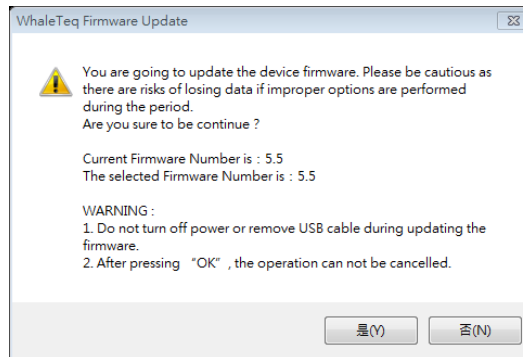 WhaleTeq Firmware Update
You are going to update the device firmware. Please be cautious as
there are risks of losing data if improper options are performed
during the period.
Are you sure to be continue ?
Current Firmware Number is : 5.5
The selected Firmware Number is : 5.5
WARNING :
1. Do not turn off power or remove USB cable during updating the
firmware.
2. After pressing “OK”, the operation can not be cancelled.
是(Y)
否(N)